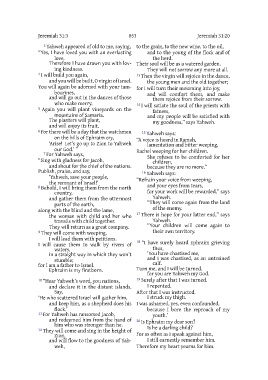 Jeremiah 31:3
853
Jeremiah 31:20
³ Yahweh appeared of old to me, saying,
"Yes, I have loved you with an everlasting
love.
Therefore I have drawn you with lov-
ing kindness.
⁴ I will build you again,
and you will be built, O virgin of Israel.
You will again be adorned with your tam-
bourines,
and will go out in the dances of those
who make merry.
⁵ Again you will plant vineyards on the
mountains of Samaria.
The planters will plant,
and will enjoy its fruit.
⁶ For there will be a day that the watchmen
on the hills of Ephraim cry,
'Arise! Let's go up to Zion to Yahweh
our God.'"
⁷ For Yahweh says,
"Sing with gladness for Jacob,
and shout for the chief of the nations.
Publish, praise, and say,
'Yahweh, save your people,
the remnant of Israel!'
⁸ Behold, I will bring them from the north
country,
and gather them from the uttermost
parts of the earth,
along with the blind and the lame,
the woman with child and her who
travails with child together.
They will return as a great company.
⁹ They will come with weeping.
I will lead them with petitions.
I will cause them to walk by rivers of
waters,
in a straight way in which they won't
stumble;
for I am a father to Israel.
Ephraim is my firstborn.
¹⁰ "Hear Yahweh's word, you nations,
and declare it in the distant islands.
Say,
'He who scattered Israel will gather him,
and keep him, as a shepherd does his
flock.'
¹¹ For Yahweh has ransomed Jacob,
and redeemed him from the hand of
him who was stronger than he.
¹² They will come and sing in the height of
Zion,
and will flow to the goodness of Yah-
weh,
to the grain, to the new wine, to the oil,
and to the young of the flock and of
the herd.
Their soul will be as a watered garden.
They will not sorrow any more at all.
¹³ Then the virgin will rejoice in the dance,
the young men and the old together;
for I will turn their mourning into joy,
and will comfort them, and make
them rejoice from their sorrow.
¹⁴ I will satiate the soul of the priests with
fatness,
and my people will be satisfied with
my goodness," says Yahweh.
¹⁵ Yahweh says:
"A voice is heard in Ramah,
lamentation and bitter weeping,
Rachel weeping for her children.
She refuses to be comforted for her
children,
because they are no more."
¹⁶ Yahweh says:
"Refrain your voice from weeping,
and your eyes from tears,
for your work will be rewarded," says
Yahweh.
"They will come again from the land
of the enemy.
¹⁷ There is hope for your latter end," says
Yahweh.
"Your children will come again to
their own territory.
¹⁸ "I have surely heard Ephraim grieving
thus,
'You have chastised me,
and I was chastised, as an untrained
calf.
Turn me, and I will be turned,
for you are Yahweh my God.
¹⁹ Surely after that I was turned.
I repented.
After that I was instructed.
I struck my thigh.
I was ashamed, yes, even confounded,
because I bore the reproach of my
youth.'
²⁰ Is Ephraim my dear son?
Is he a darling child?
For as often as I speak against him,
I still earnestly remember him.
Therefore my heart yearns for him.